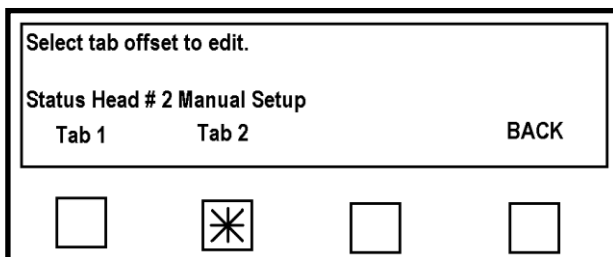 Select tab offset to edit.
Status Head # 2 Manual Setup
Tab 1 Tab 2 BACK